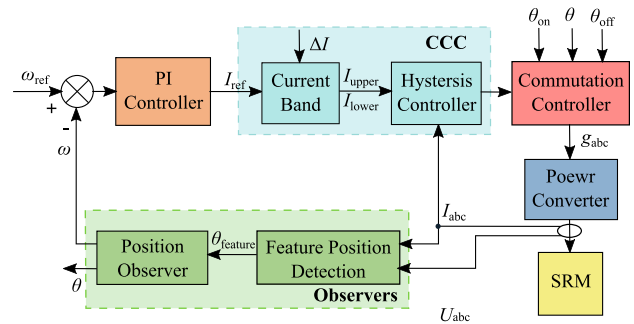 θon θ θoff
ΔI
CCC
ωref
+
-
ω
PI
Controller
Iref
Current
Band
Iupper
Ilower
Hystersis
Controller
Commutation
Controller
gabc
Poewr
Converter
Iabc
SRM
Position
Observer
θfeature
Feature Position
Detection
θ
Observers
Uabc